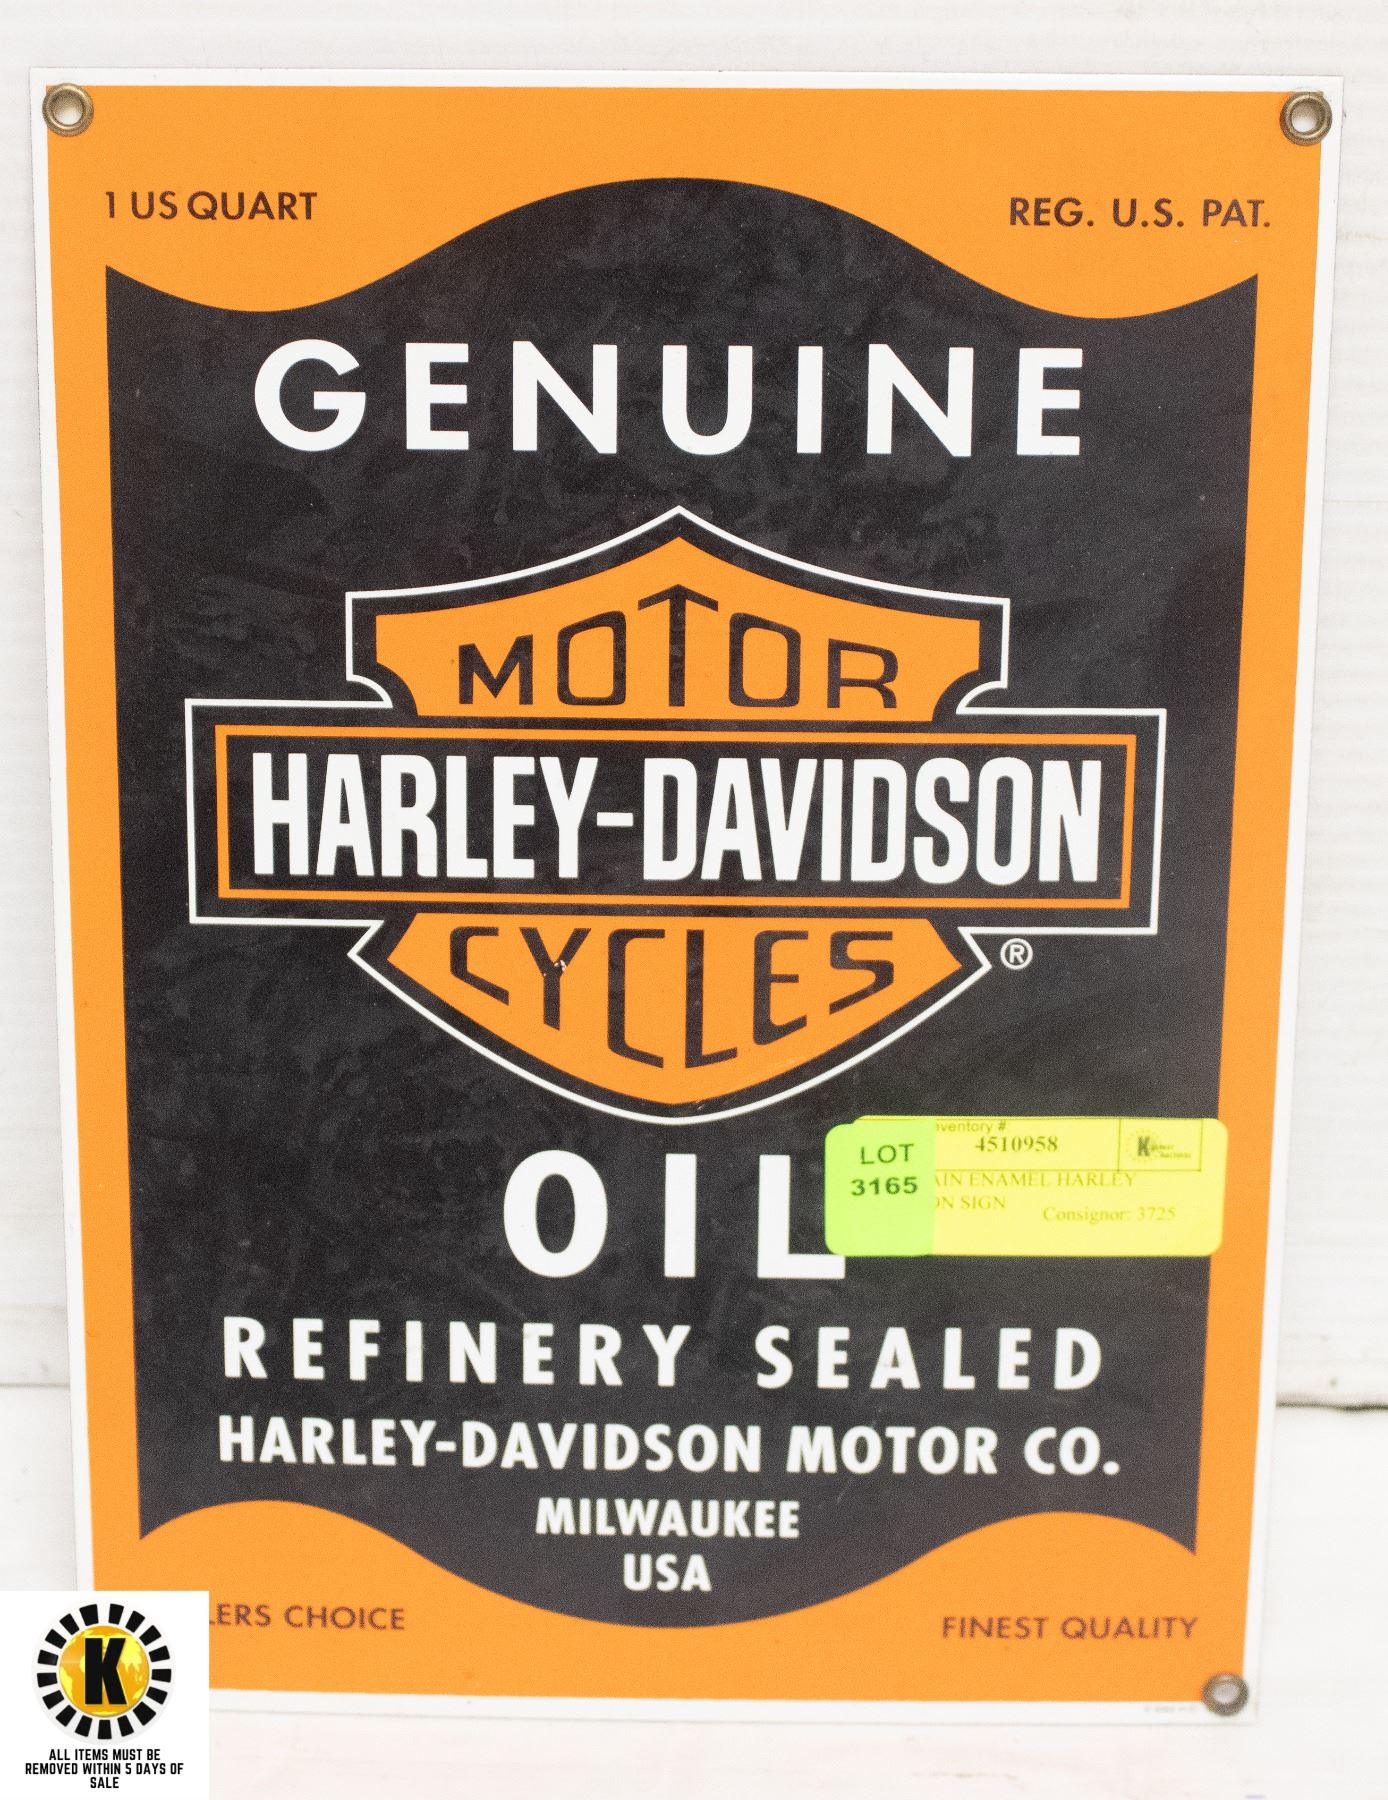 1 US QUART
REG. U.S. PAT.
GENUINE
MOTOR
HARLEY-DAVIDSON
CYCLES
®
OIL
LOT
3165
4510958
ENAMEL HARLEY
SIGN
Consignor: 3725
REFINERY SEALED
HARLEY-DAVIDSON MOTOR CO.
MILWAUKEE
USA
CHOICE
FINEST QUALITY
K
ALL ITEMS MUST BE
REMOVED WITHIN 5 DAYS OF
SALE